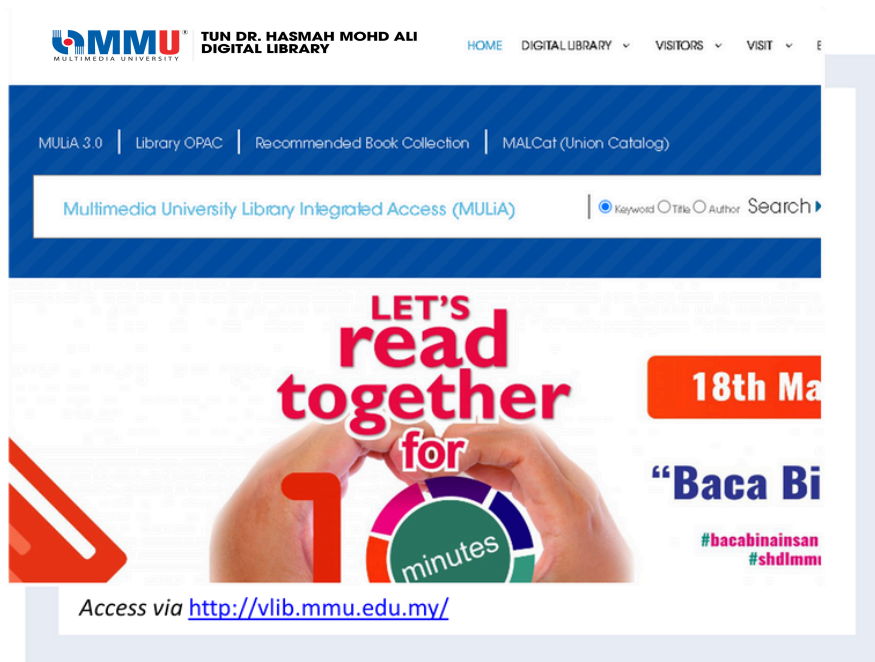 MMU
MULTIMEDIA UNIVERSITY
TUN DR. HASMAH MOHD ALI
DIGITAL LIBRARY
HOME DIGITAL LIBRARY VISITORS VISIT E
MULiA 3.0 Library OPAC Recommended Book Collection MALCat (Union Catalog)
Multimedia University Library Integrated Access (MULiA) Keyword Title Author Search
LET'S
read
together
for
10
minutes
18th Ma
“Baca Bi
#bacabinainsan
#shdlmmu
Access via http://vlib.mmu.edu.my/